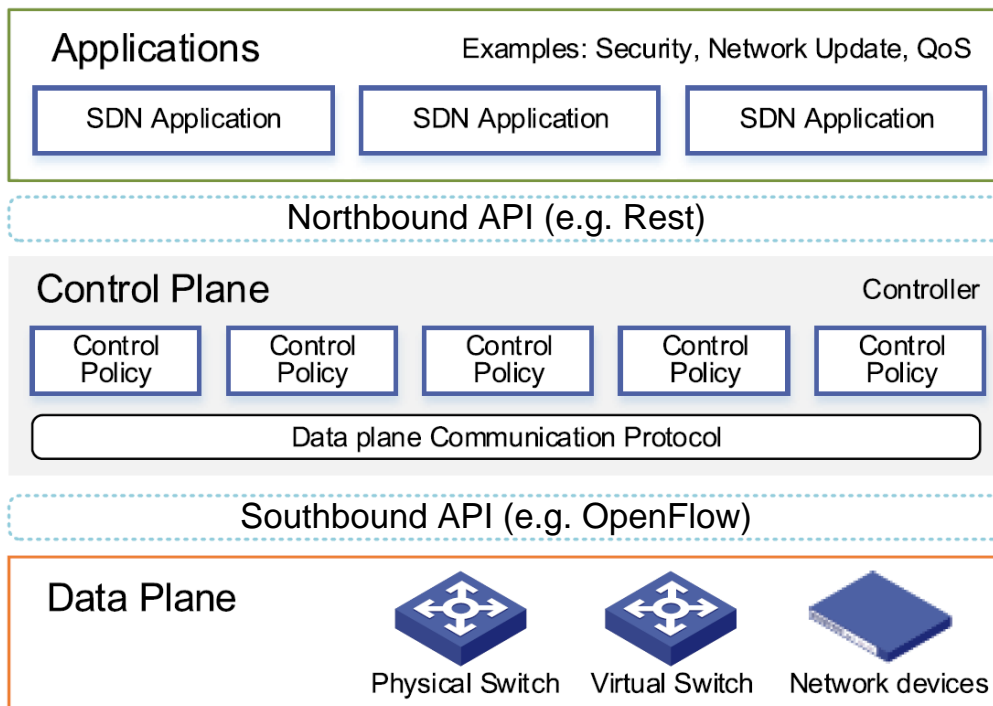 Applications
Examples: Security, Network Update, QoS
SDN Application
SDN Application
SDN Application
Northbound API (e.g. Rest)
Control Plane
Controller
Control
Policy
Control
Policy
Control
Policy
Control
Policy
Control
Policy
Data plane Communication Protocol
Southbound API (e.g. OpenFlow)
Data Plane
Physical Switch
Virtual Switch
Network devices